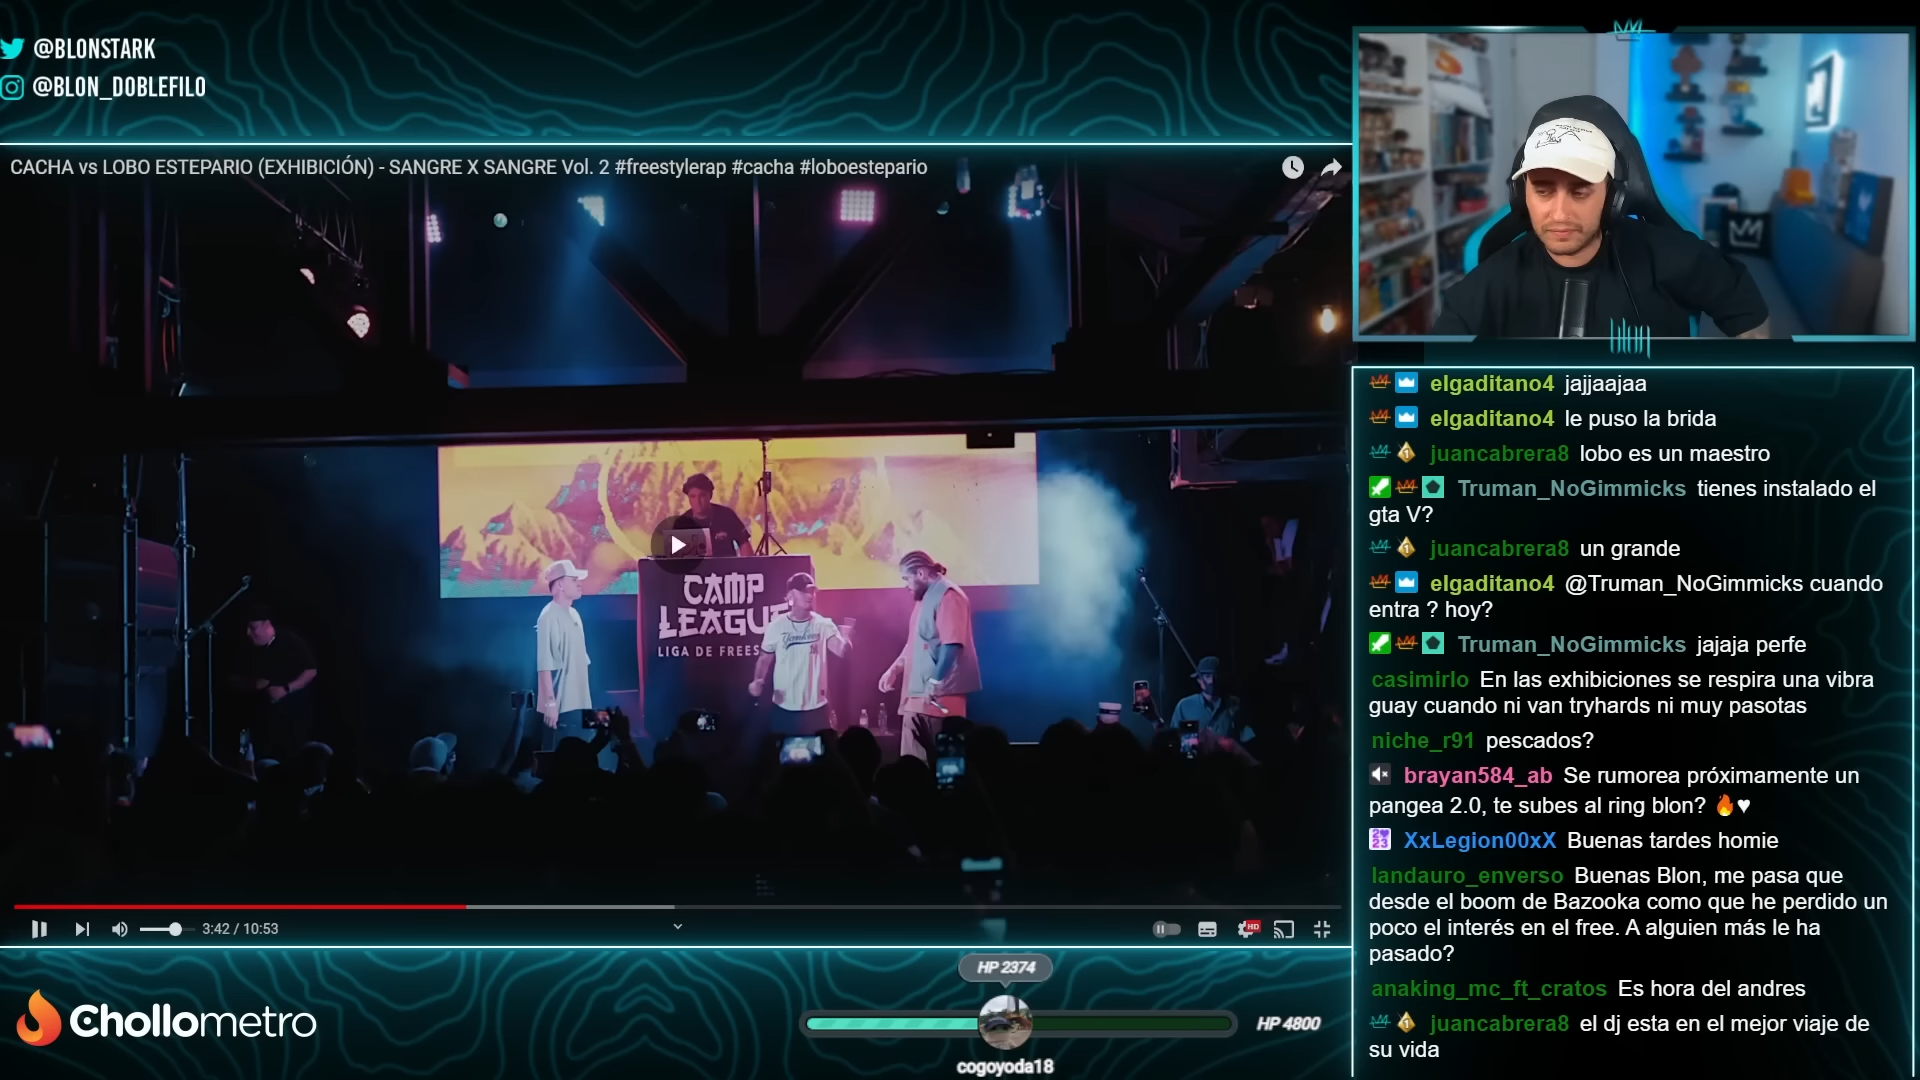 @BLONSTARK
@BLON_DOBLEFILO
CACHA vs LOBO ESTEPARIO (EXHIBICIÓN) - SANGRE X SANGRE Vol. 2 #freestylerap #cacha #loboestepario
CAMP
LEAGUE
LIGA DE FREES
Yankees
3:42 / 10:53
HD
Chollometro
HP 2374
HP 4800
cogoyoda18
elgaditano4 jajjaajaa
elgaditano4 le puso la brida
juancabrera8 lobo es un maestro
Truman_NoGimmicks tienes instalado el
gta V?
juancabrera8 un grande
elgaditano4 @Truman_NoGimmicks cuando
entra ? hoy?
Truman_NoGimmicks jajaja perfe
casimirlo En las exhibiciones se respira una vibra
guay cuando ni van tryhards ni muy pasotas
niche_r91 pescados?
brayan584_ab Se rumorea próximamente un
pangea 2.0, te subes al ring blon? 🔥♥
XxLegion00xX Buenas tardes homie
landauro_enverso Buenas Blon, me pasa que
desde el boom de Bazooka como que he perdido un
poco el interés en el free. A alguien más le ha
pasado?
anaking_mc_ft_cratos Es hora del andres
juancabrera8 el dj esta en el mejor viaje de
su vida